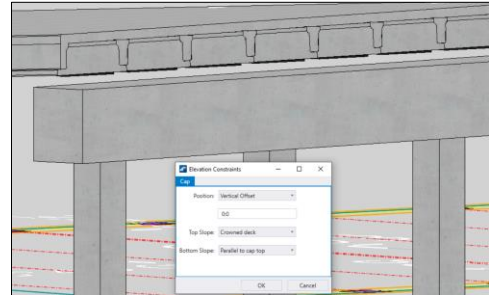 Elevation Constraints
Cap
Position: Vertical Offset
0.0
Top Slope: Crowned deck
Bottom Slope: Parallel to cap top
OK Cancel